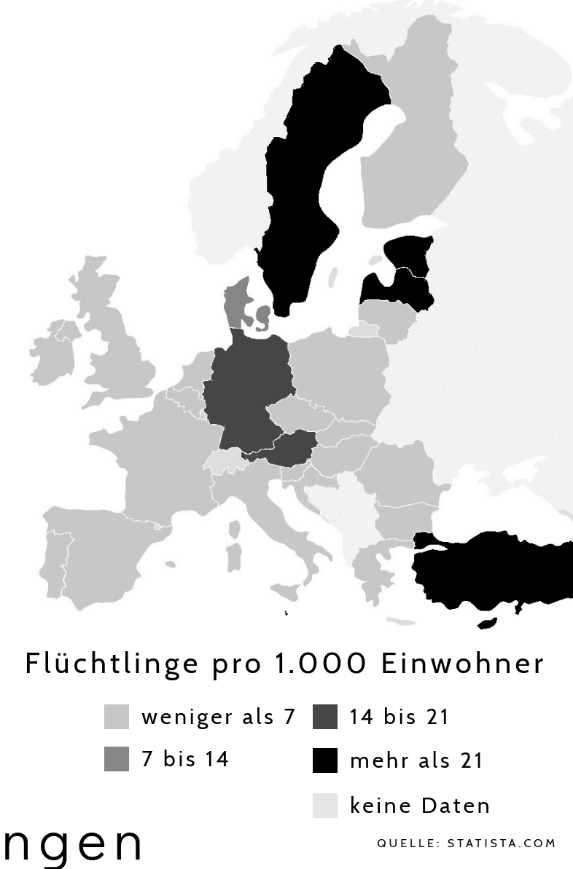 Flüchtlinge pro 1.000 Einwohner
weniger als 7
7 bis 14
14 bis 21
mehr als 21
keine Daten
ngen
QUELLE: STATISTA.COM